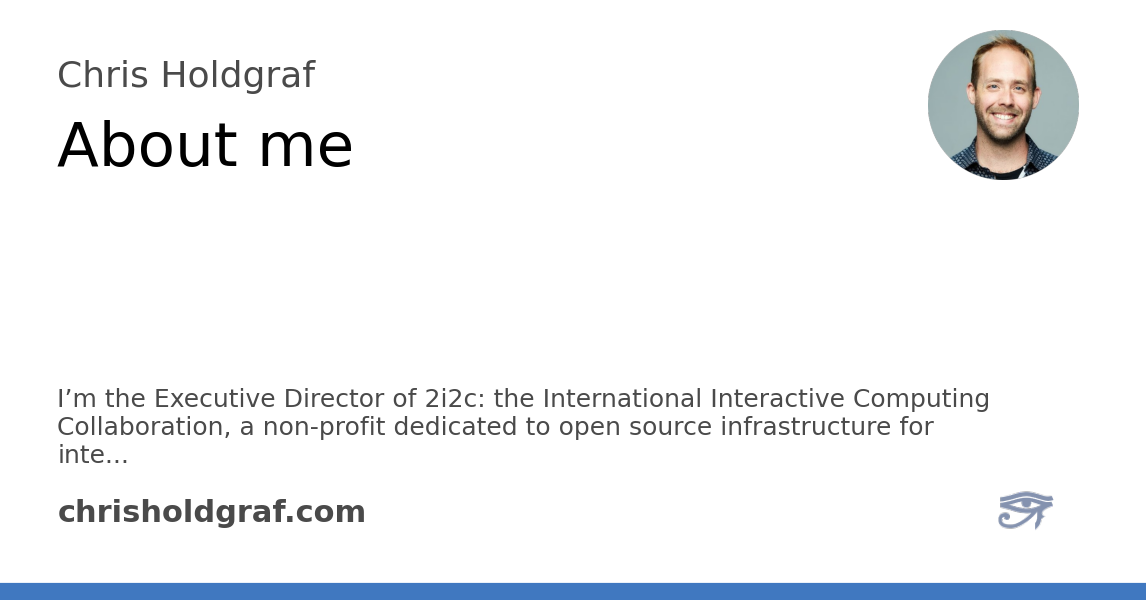 Chris Holdgraf
About me
I’m the Executive Director of 2i2c: the International Interactive Computing
Collaboration, a non-profit dedicated to open source infrastructure for
inte...
chrisholdgraf.com